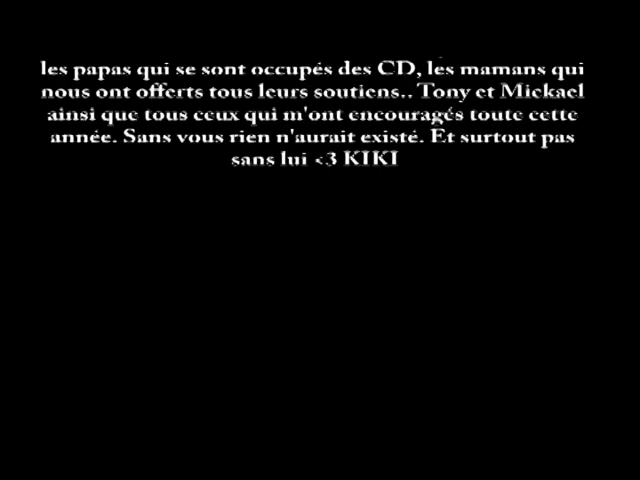 les papas qui se sont occupés des CD, les mamans qui
nous ont offerts tous leurs soutiens.. Tony et Mickael
ainsi que tous ceux qui m'ont encouragés toute cette
année. Sans vous rien n'aurait existé. Et surtout pas
sans lui <3 KIKI